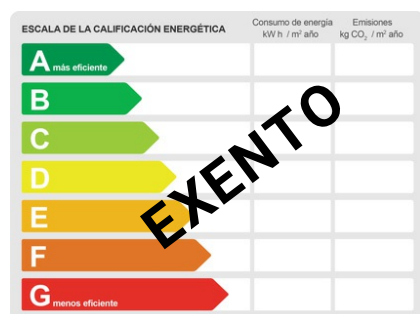 ESCALA DE LA CALIFICACIÓN ENERGÉTICA
Consumo de energía
kW h / m² año
Emisiones
kg CO₂ / m² año
A más eficiente
B
C
D
E
F
G menos eficiente
EXENTO